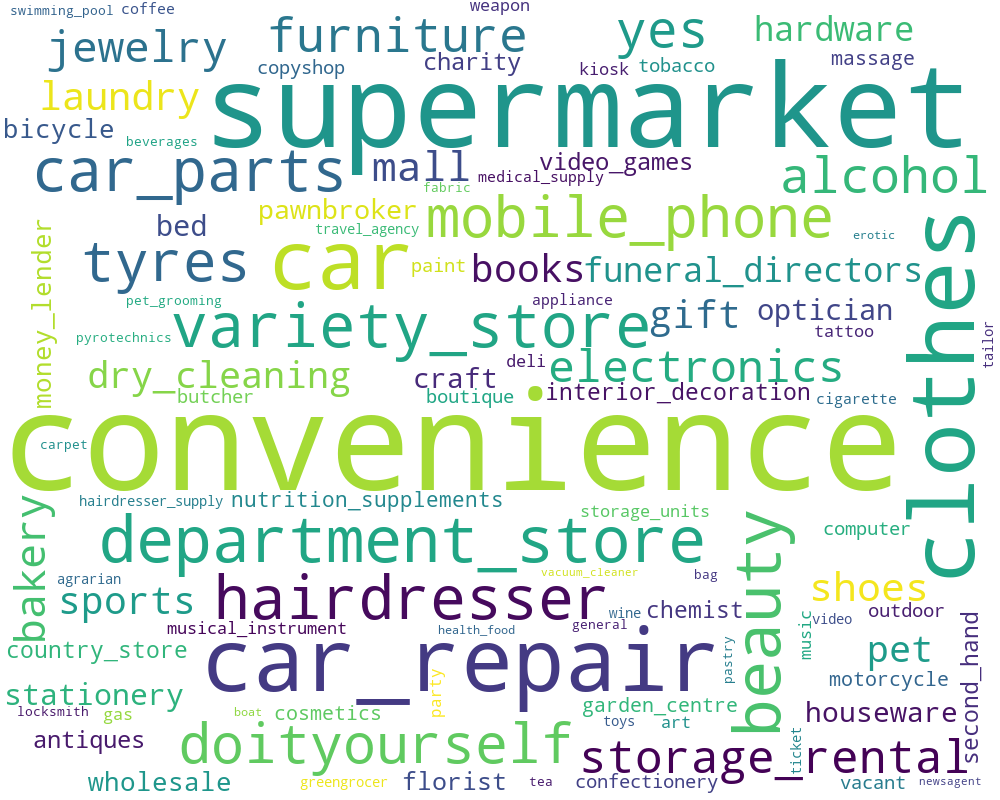 swimming_pool
coffee
weapon
jewelry
furniture
yes
hardware
copyshop
charity
kiosk
tobacco
massage
laundry
supermarket
bicycle
beverages
car_parts
mall
video_games
medical_supply
alcohol
fabric
bed
pawnbroker
travel_agency
mobile_phone
erotic
money_lender
tyres
car
paint
books
funeral_directors
clothes
pet_grooming
appliance
pyrotechnics
variety_store
gift
optician
tattoo
tailor
deli
dry_cleaning
craft
electronics
butcher
boutique
interior_decoration
cigarette
carpet
convenience
hairdresser_supply
nutrition_supplements
storage_units
bakery
department_store
beauty
computer
agrarian
vacuum_cleaner
bag
sports
hairdresser
wine
chemist
shoes
outdoor
musical_instrument
health_food
general
music
video
country_store
car_repair
pastry
pet
second_hand
stationery
party
motorcycle
locksmith
gas
boat
cosmetics
garden_centre
toys
art
houseware
antiques
doityourself
storage_rental
ticket
wholesale
greengrocer
florist
tea
confectionery
vacant
newsagent